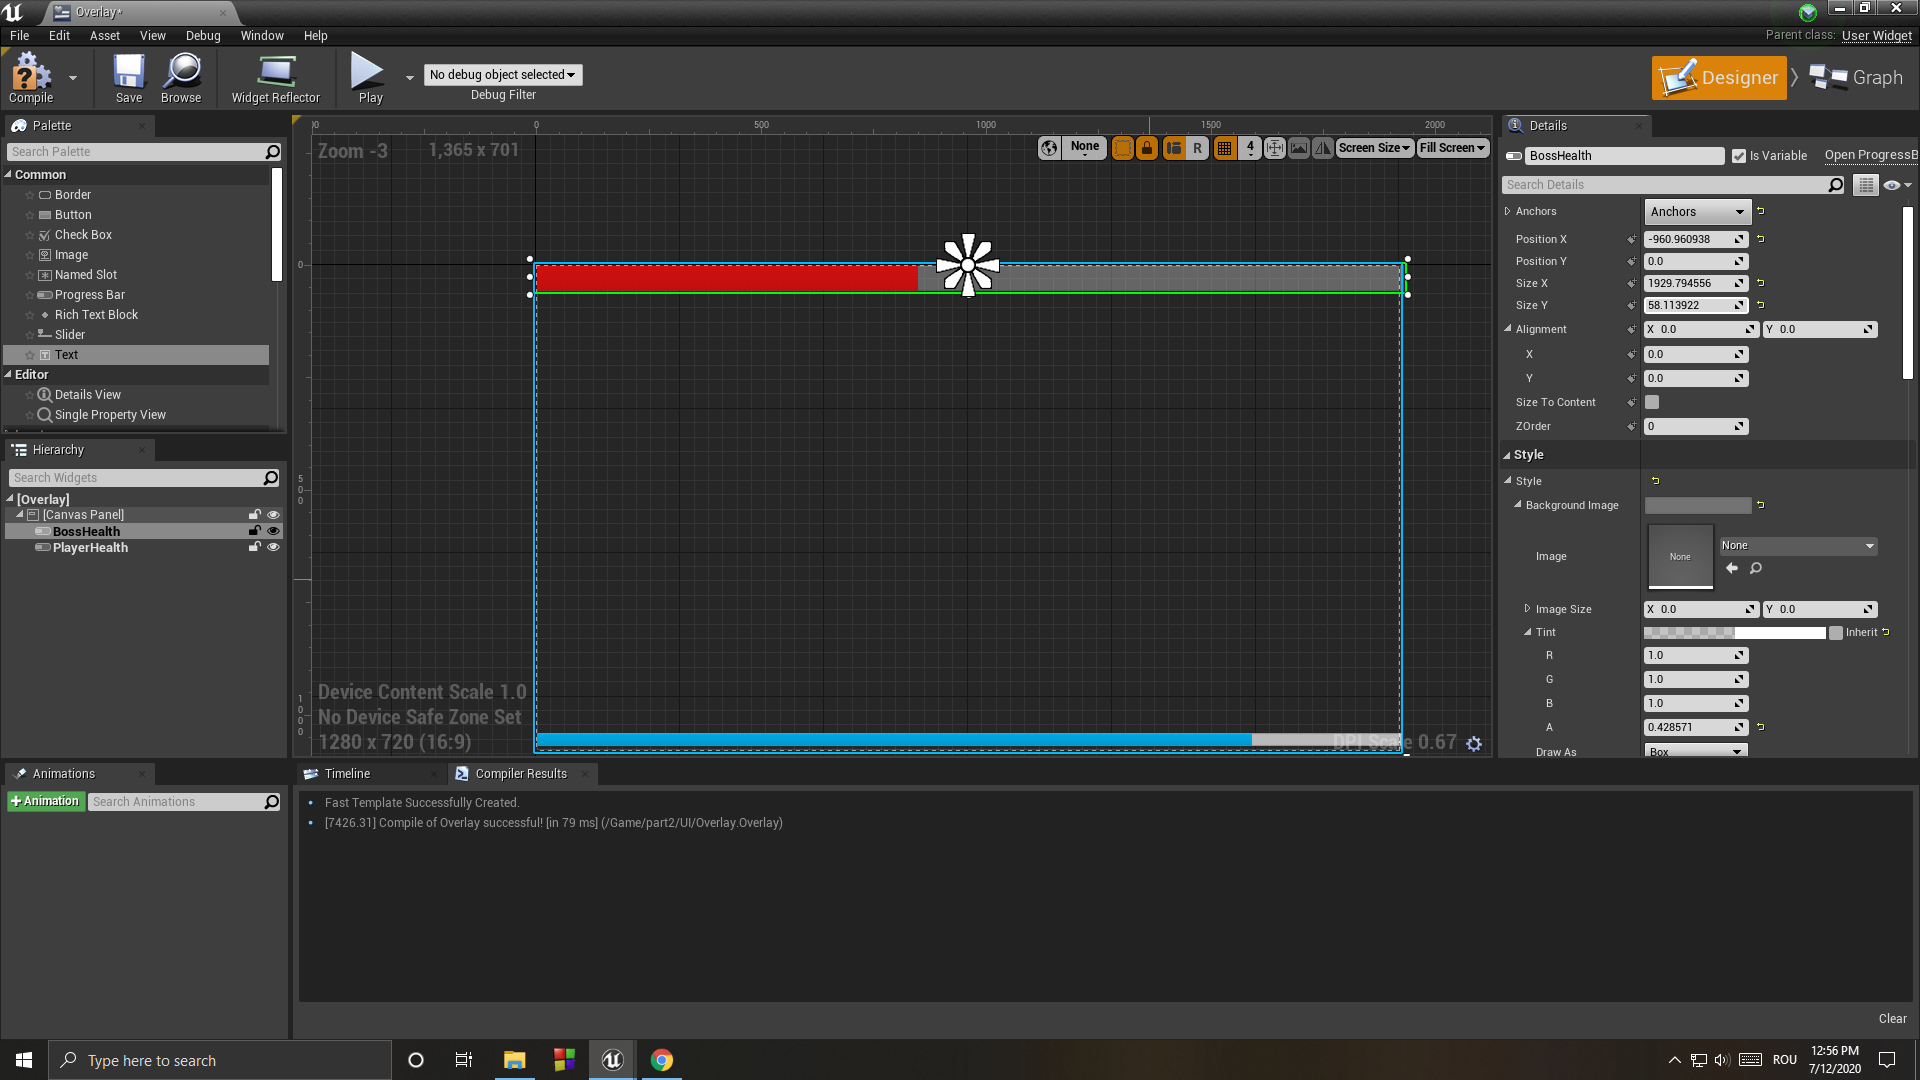 Overlay*
File Edit Asset View Debug Window Help
Parent class: User Widget
Compile
Save
Browse
Widget Reflector
Play
No debug object selected
Debug Filter
Designer
Graph
Palette
Search Palette
Common
Border
Button
Check Box
Image
Named Slot
Progress Bar
Rich Text Block
Slider
Text
Editor
Details View
Single Property View
Hierarchy
Search Widgets
[Overlay]
[Canvas Panel]
BossHealth
PlayerHealth
0 0 500 1000 1500 2000
Zoom -3
1,365 x 701
None
R
4
Screen Size
Fill Screen
0
500
1000
Device Content Scale 1.0
No Device Safe Zone Set
1280 x 720 (16:9)
DPI Scale 0.67
Details
BossHealth
Is Variable
Open ProgressB
Search Details
Anchors
Anchors
Position X
-960.960938
Position Y
0.0
Size X
1929.794556
Size Y
58.113922
Alignment
X 0.0
Y 0.0
X
0.0
Y
0.0
Size To Content
ZOrder
0
Style
Style
Background Image
Image
None
None
Image Size
X 0.0
Y 0.0
Tint
Inherit
R
1.0
G
1.0
B
1.0
A
0.428571
Draw As
Box
Animations
Animation
Search Animations
Timeline
Compiler Results
Fast Template Successfully Created.
[7426.31] Compile of Overlay successful! [in 79 ms] (/Game/part2/UI/Overlay.Overlay)
Clear
Type here to search
ROU
12:56 PM
7/12/2020